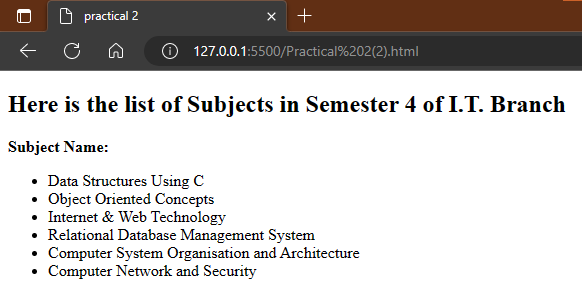 practical 2
127.0.0.1:5500/Practical%202(2).html
Here is the list of Subjects in Semester 4 of I.T. Branch
Subject Name:
• Data Structures Using C
• Object Oriented Concepts
• Internet & Web Technology
• Relational Database Management System
• Computer System Organisation and Architecture
• Computer Network and Security